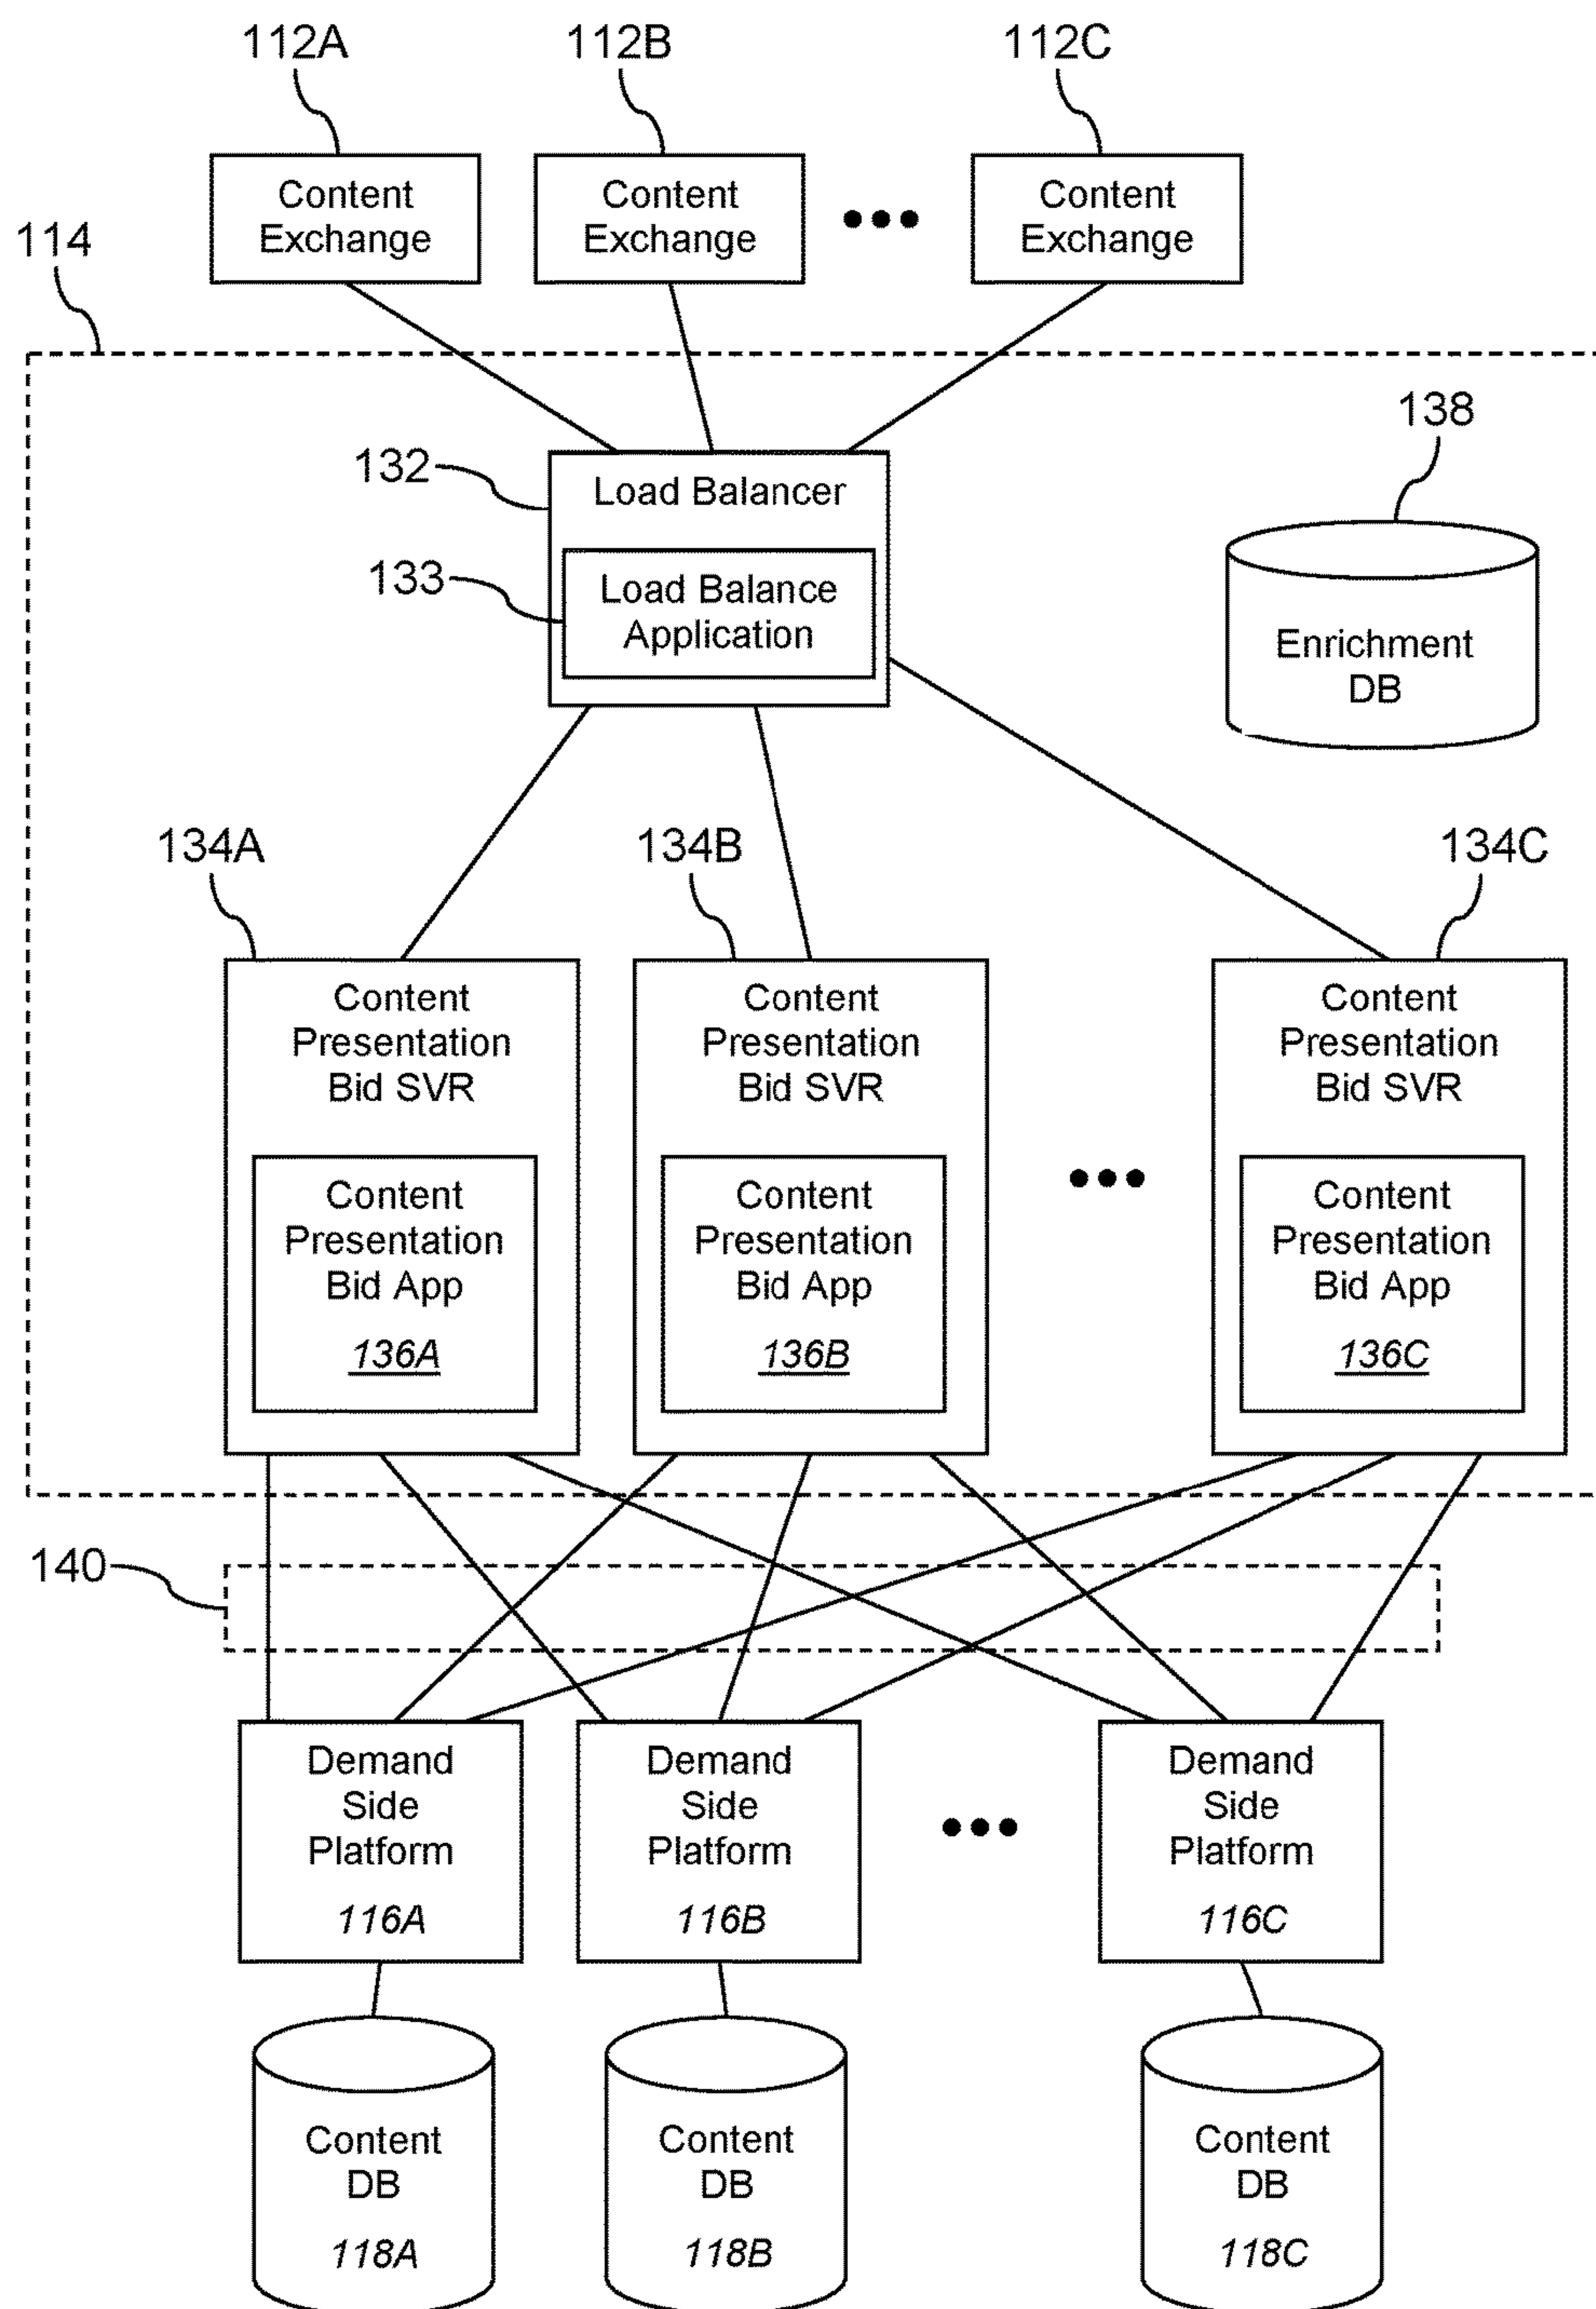 112A
112B
112C
Content
Exchange
Content
Exchange
Content
Exchange
114
138
132
Load Balancer
133
Load Balance
Application
Enrichment
DB
134A
134B
134C
Content
Presentation
Bid SVR
Content
Presentation
Bid App
136A
Content
Presentation
Bid SVR
Content
Presentation
Bid App
136B
Content
Presentation
Bid SVR
Content
Presentation
Bid App
136C
140
Demand
Side
Platform
116A
Demand
Side
Platform
116B
Demand
Side
Platform
116C
Content
DB
118A
Content
DB
118B
Content
DB
118C